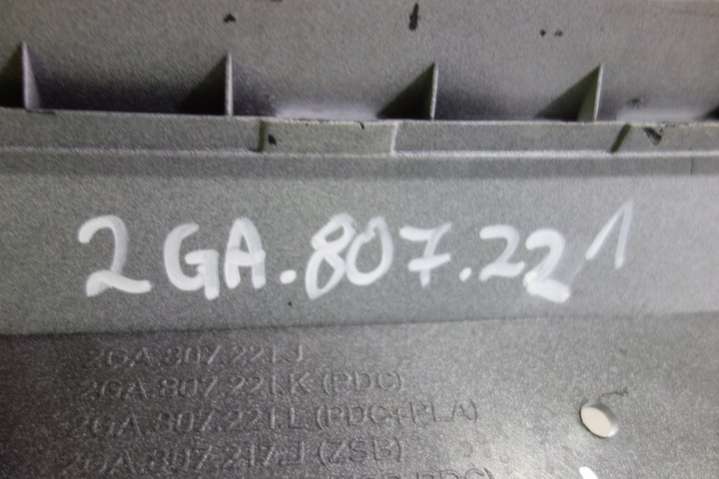 2GA.807.221
2GA.807.221.J
2GA.807.221.K (PDC)
2GA.807.221.L (PDC+PLA)
2GA.807.217.J (ZSB)
PDC)